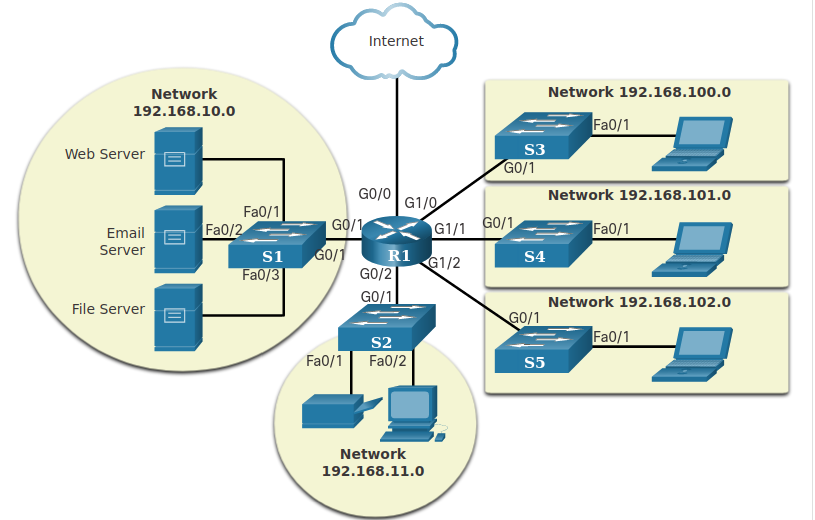 Internet
Network
192.168.10.0
Web Server
Email
Server
File Server
Fa0/1
Fa0/2
Fa0/3
S1
G0/1
G0/1
G0/0
G1/0
G1/1
G1/2
G0/2
R1
G0/1
S2
Fa0/1
Fa0/2
Network
192.168.11.0
Network 192.168.100.0
S3
G0/1
Fa0/1
Network 192.168.101.0
G0/1
S4
Fa0/1
Network 192.168.102.0
G0/1
S5
Fa0/1